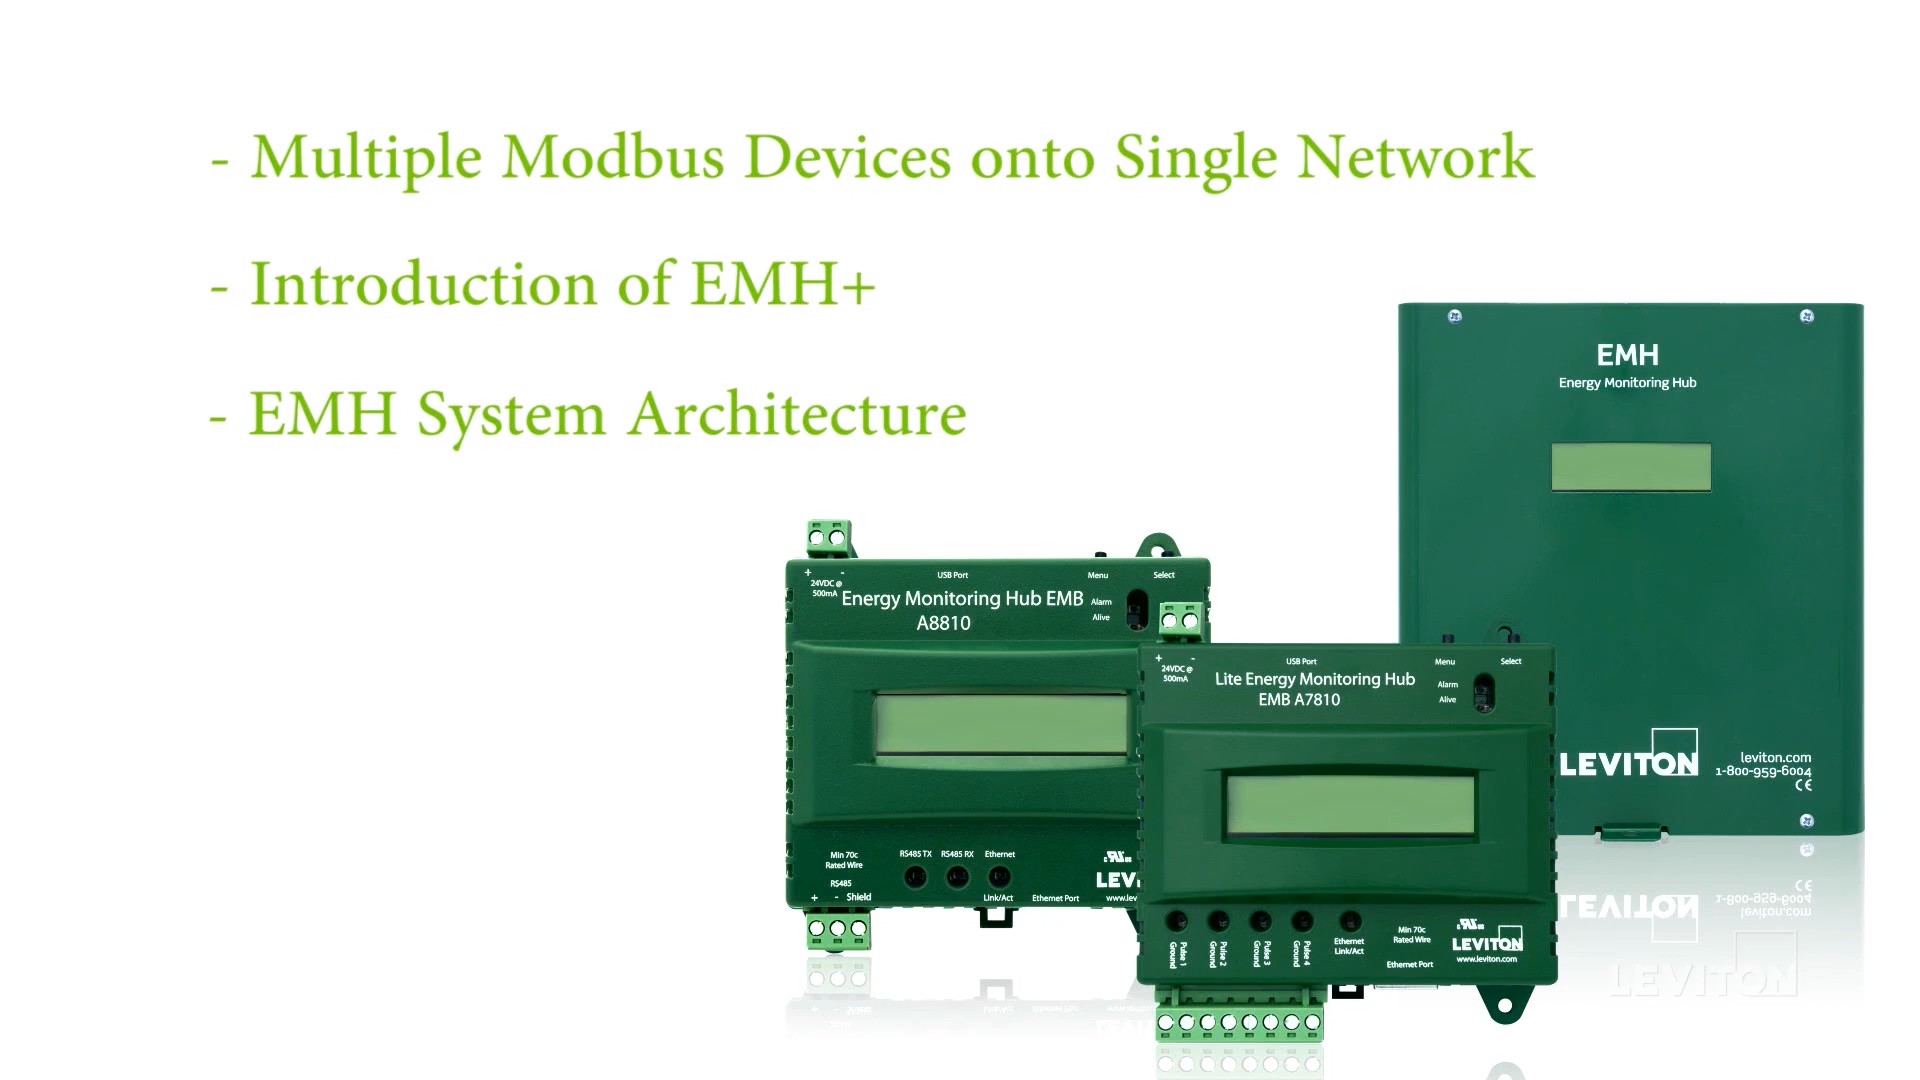 - Multiple Modbus Devices onto Single Network
- Introduction of EMH+
- EMH System Architecture
EMH
Energy Monitoring Hub
LEVITON
leviton.com
1-800-959-6004
CE
+ -
24VDC @
500mA
USB Port
Menu
Select
Energy Monitoring Hub EMB
A8810
Alarm
Alive
Min 70c
Rated Wire
RS485
+ - Shield
RS485 TX
RS485 RX
Ethernet
Link/Act
Ethernet Port
LEV
www.lev
+ -
24VDC @
500mA
USB Port
Menu
Select
Lite Energy Monitoring Hub
EMB A7810
Alarm
Alive
Pulse 1
Ground
Pulse 2
Ground
Pulse 3
Ground
Pulse 4
Ground
Ethernet
Link/Act
Min 70c
Rated Wire
Ethernet Port
LEVITON
www.leviton.com
LEVITON